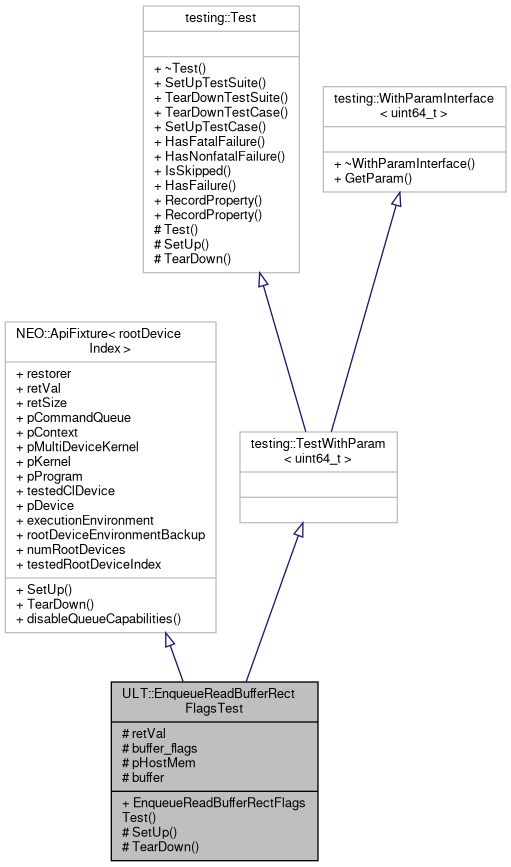 testing::Test
+ ~Test()
+ SetUpTestSuite()
+ TearDownTestSuite()
+ TearDownTestCase()
+ SetUpTestCase()
+ HasFatalFailure()
+ HasNonfatalFailure()
+ IsSkipped()
+ HasFailure()
+ RecordProperty()
+ RecordProperty()
# Test()
# SetUp()
# TearDown()
testing::WithParamInterface
< uint64_t >
+ ~WithParamInterface()
+ GetParam()
NEO::ApiFixture< rootDevice
Index >
+ restorer
+ retVal
+ retSize
+ pCommandQueue
+ pContext
+ pMultiDeviceKernel
+ pKernel
+ pProgram
+ testedClDevice
+ pDevice
+ executionEnvironment
+ rootDeviceEnvironmentBackup
+ numRootDevices
+ testedRootDeviceIndex
+ SetUp()
+ TearDown()
+ disableQueueCapabilities()
testing::TestWithParam
< uint64_t >
ULT::EnqueueReadBufferRect
FlagsTest
# retVal
# buffer_flags
# pHostMem
# buffer
+ EnqueueReadBufferRectFlags
Test()
# SetUp()
# TearDown()